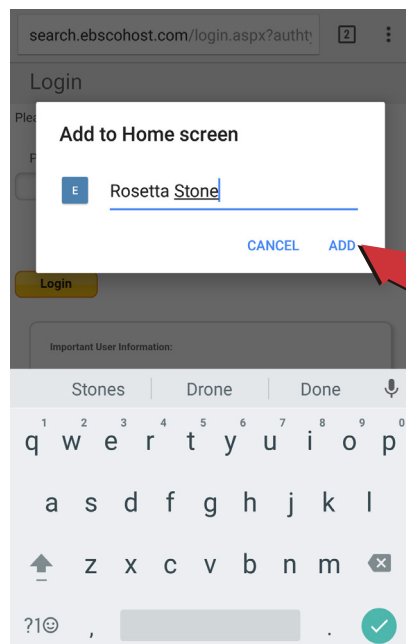 search.ebscohost.com/login.aspx?autht
2
Login
Plea
P
Add to Home screen
E
Rosetta Stone
CANCEL ADD
Login
Important User Information:
Stones Drone Done
1 2 3 4 5 6 7 8 9 0
q w e r t y u i o p
a s d f g h j k l
z x c v b n m
?1☺ , .